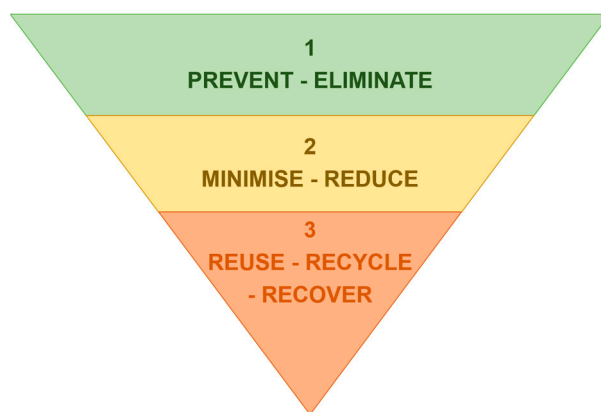 1
PREVENT - ELIMINATE
2
MINIMISE - REDUCE
3
REUSE - RECYCLE
- RECOVER